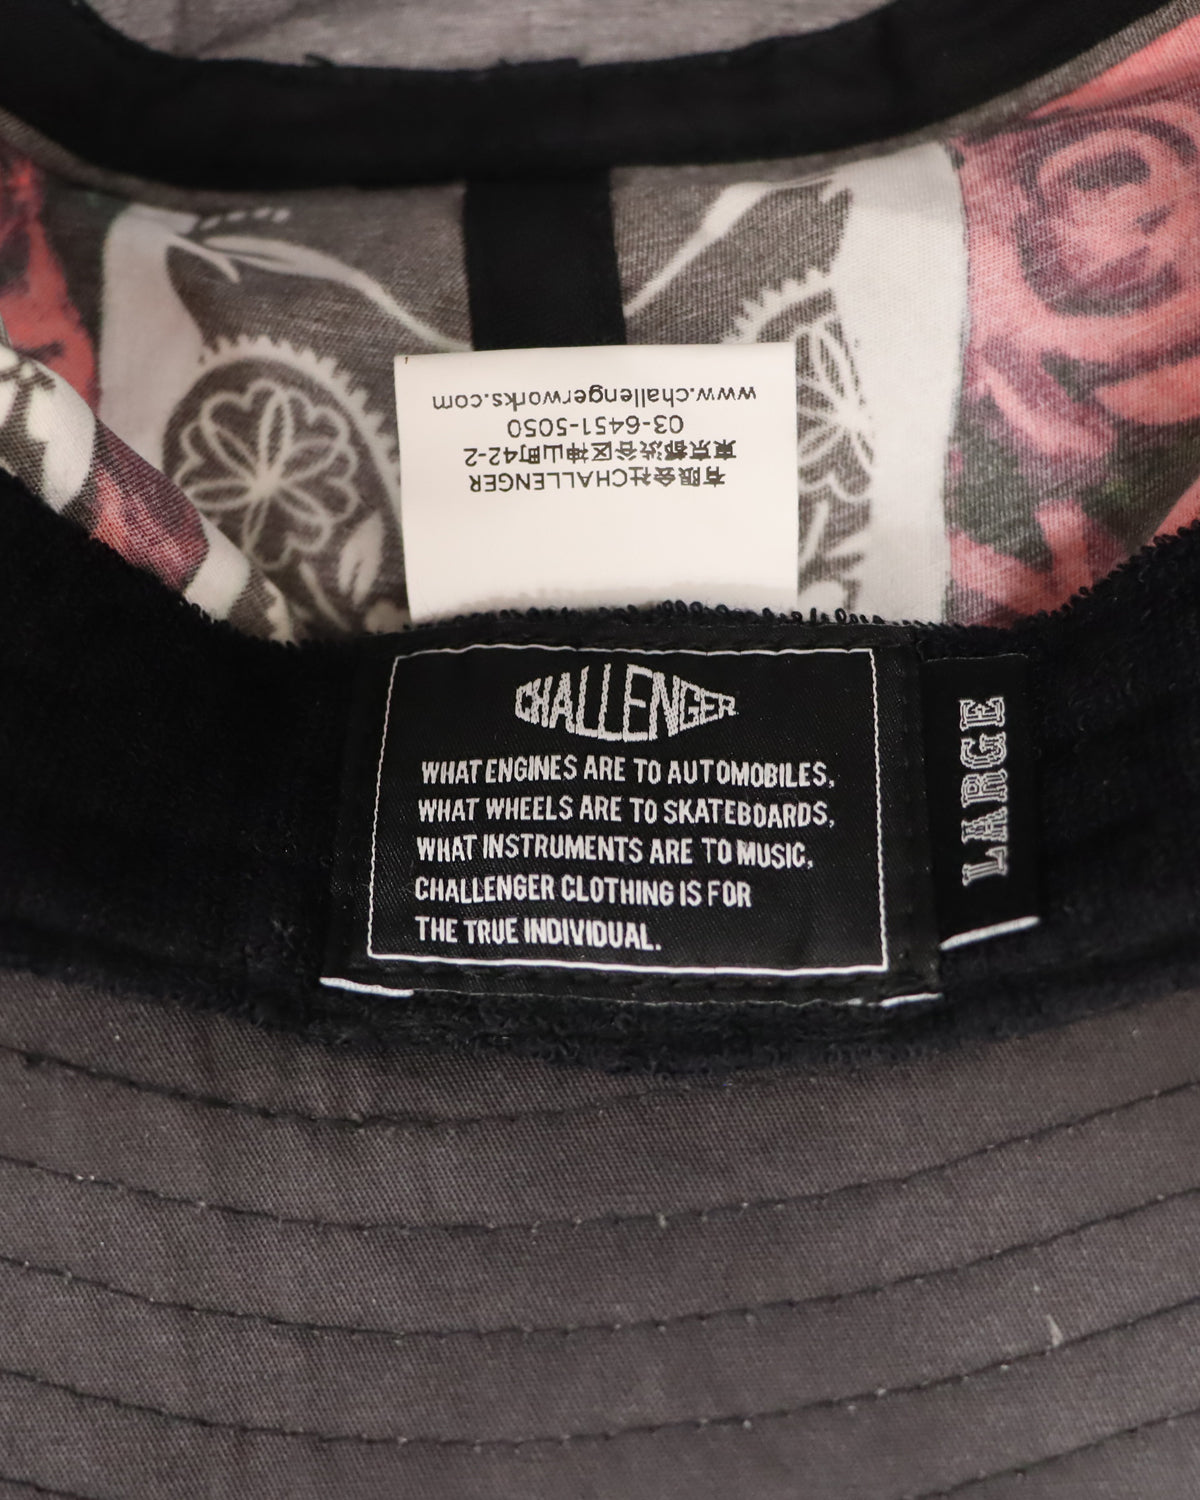 有限会社CHALLENGER
東京都渋谷区神山町42-2
03-6451-5050
www.challengerworks.com
CHALLENGER
WHAT ENGINES ARE TO AUTOMOBILES,
WHAT WHEELS ARE TO SKATEBOARDS,
WHAT INSTRUMENTS ARE TO MUSIC,
CHALLENGER CLOTHING IS FOR
THE TRUE INDIVIDUAL.
LARGE